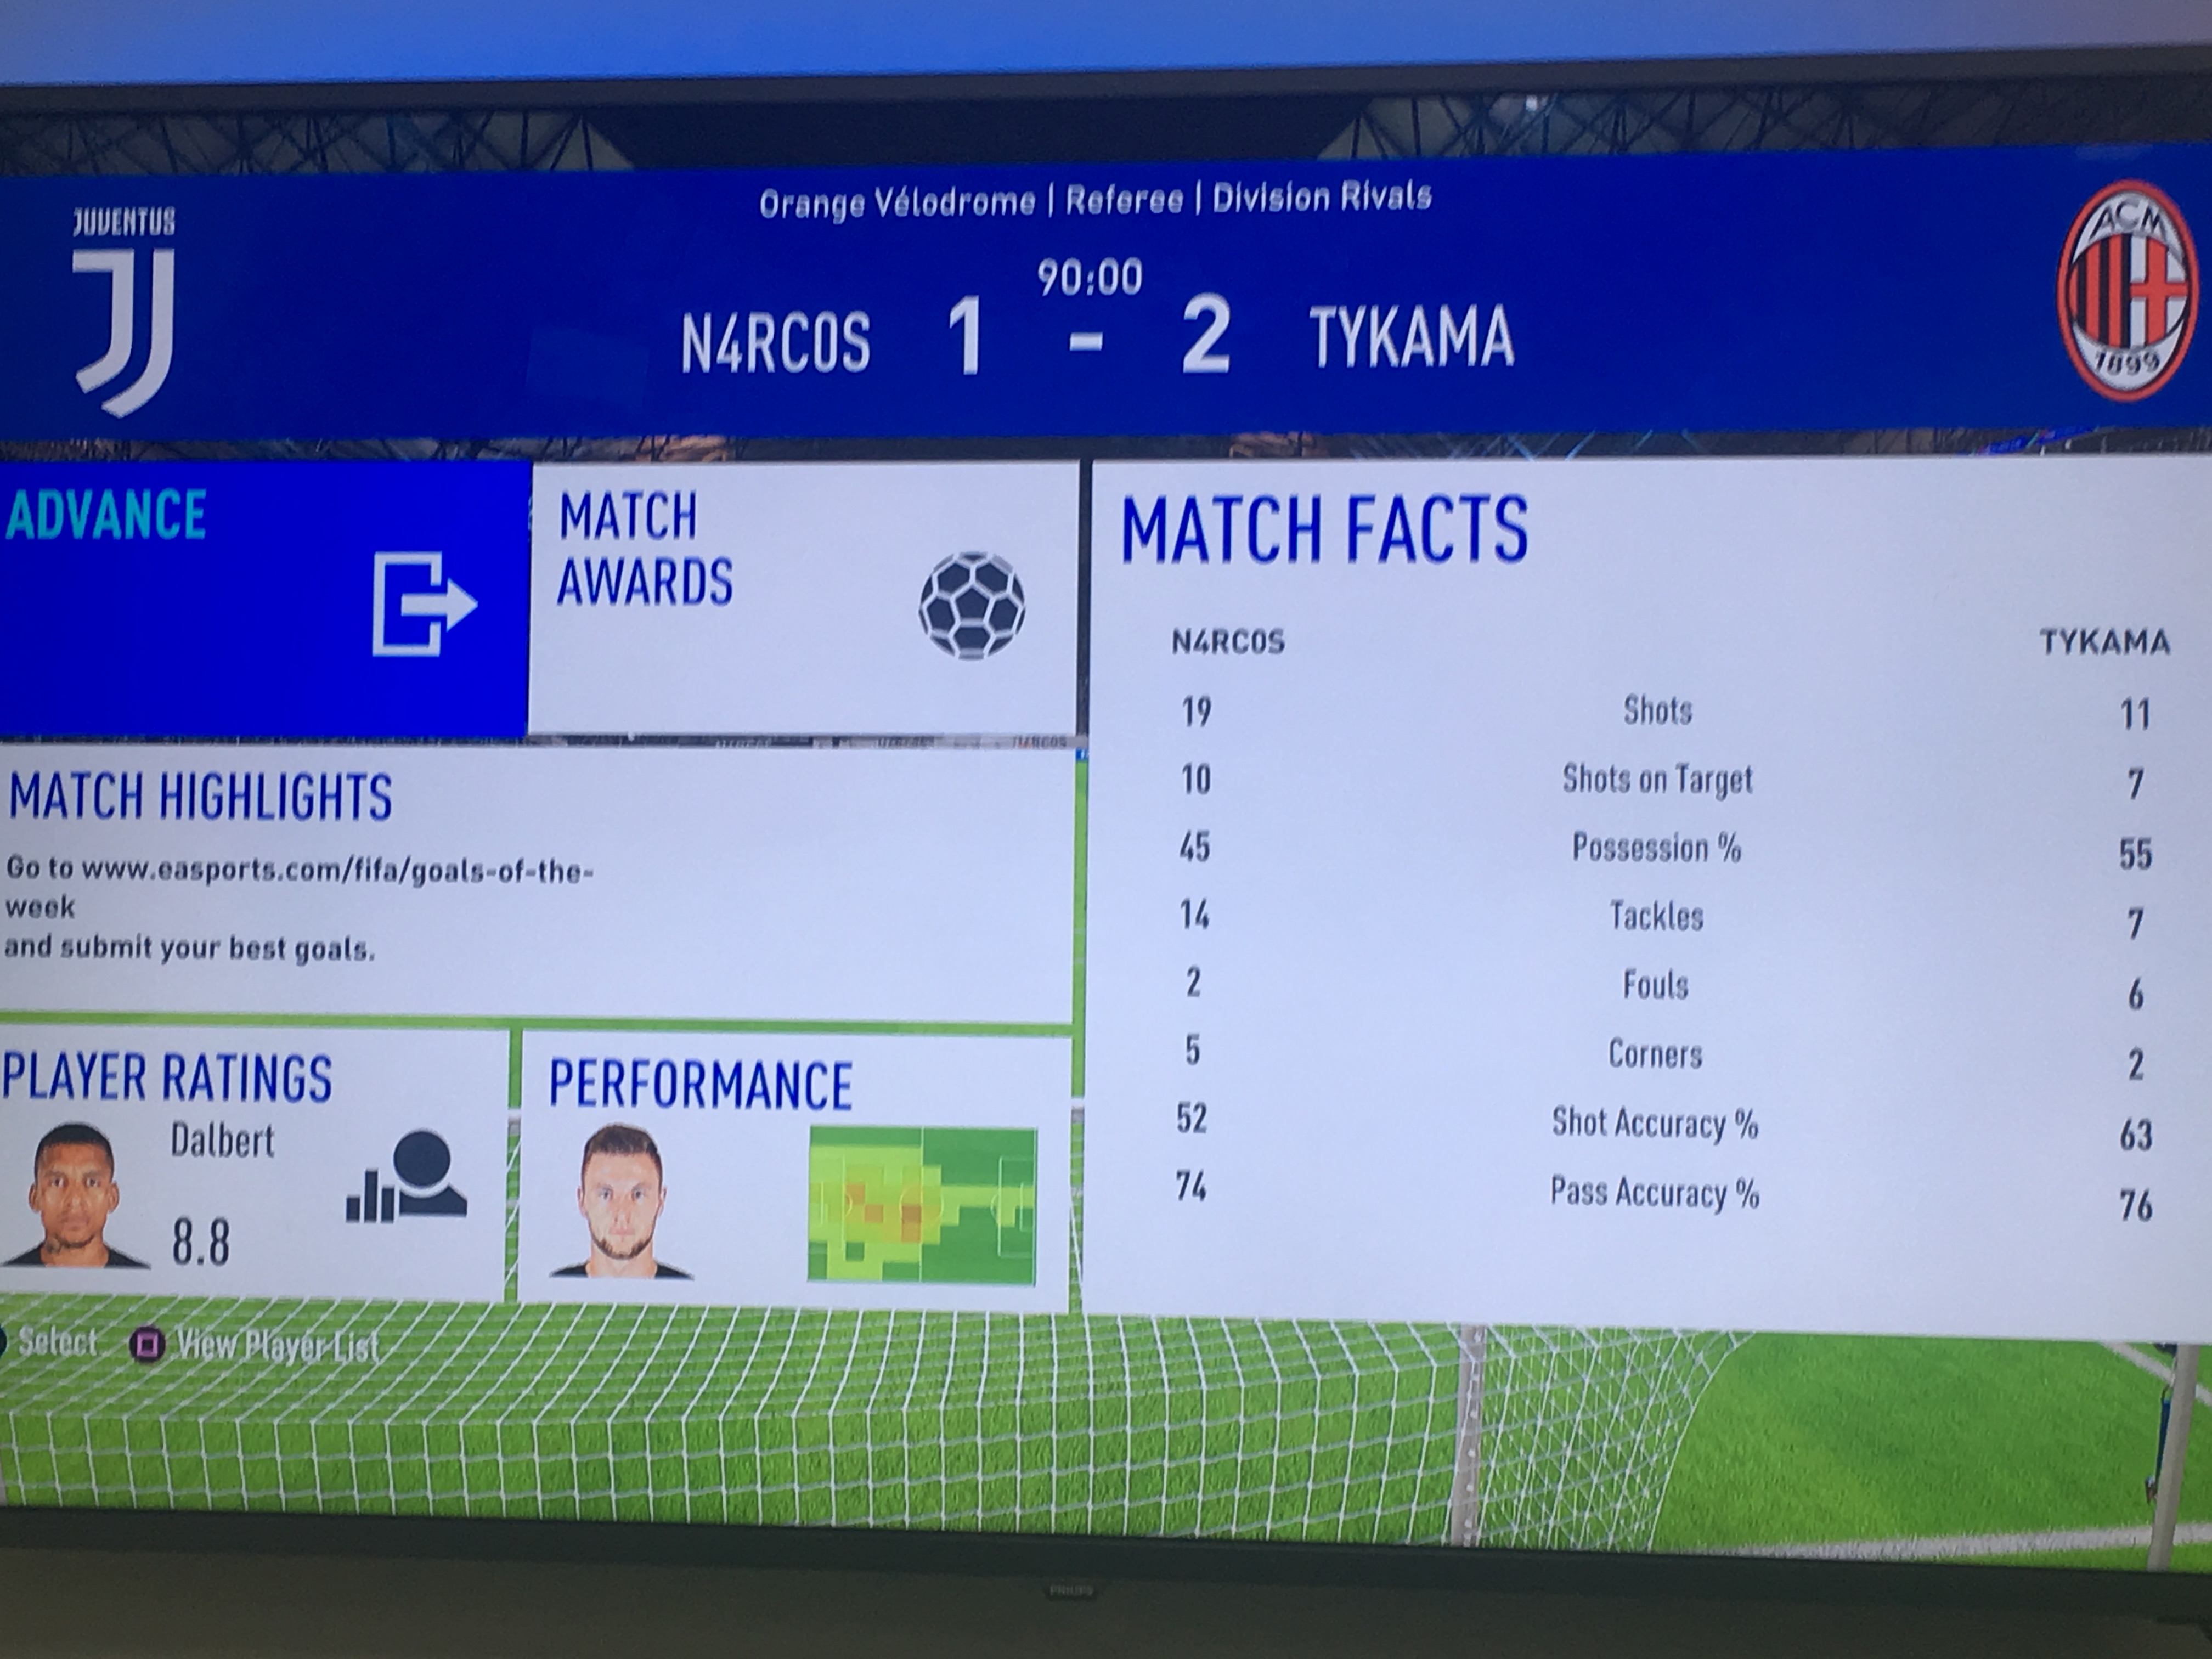 JUVENTUS
Orange Vélodrome | Referee | Division Rivals
90:00
N4RC0S 1 - 2 TYKAMA
ACM
1899
ADVANCE
MATCH
AWARDS
MATCH HIGHLIGHTS
Go to www.easports.com/fifa/goals-of-the-
week
and submit your best goals.
PLAYER RATINGS
Dalbert
8.8
PERFORMANCE
MATCH FACTS
N4RC0S TYKAMA
19 Shots 11
10 Shots on Target 7
45 Possession % 55
14 Tackles 7
2 Fouls 6
5 Corners 2
52 Shot Accuracy % 63
74 Pass Accuracy % 76
Select View Player List
PHILIPS